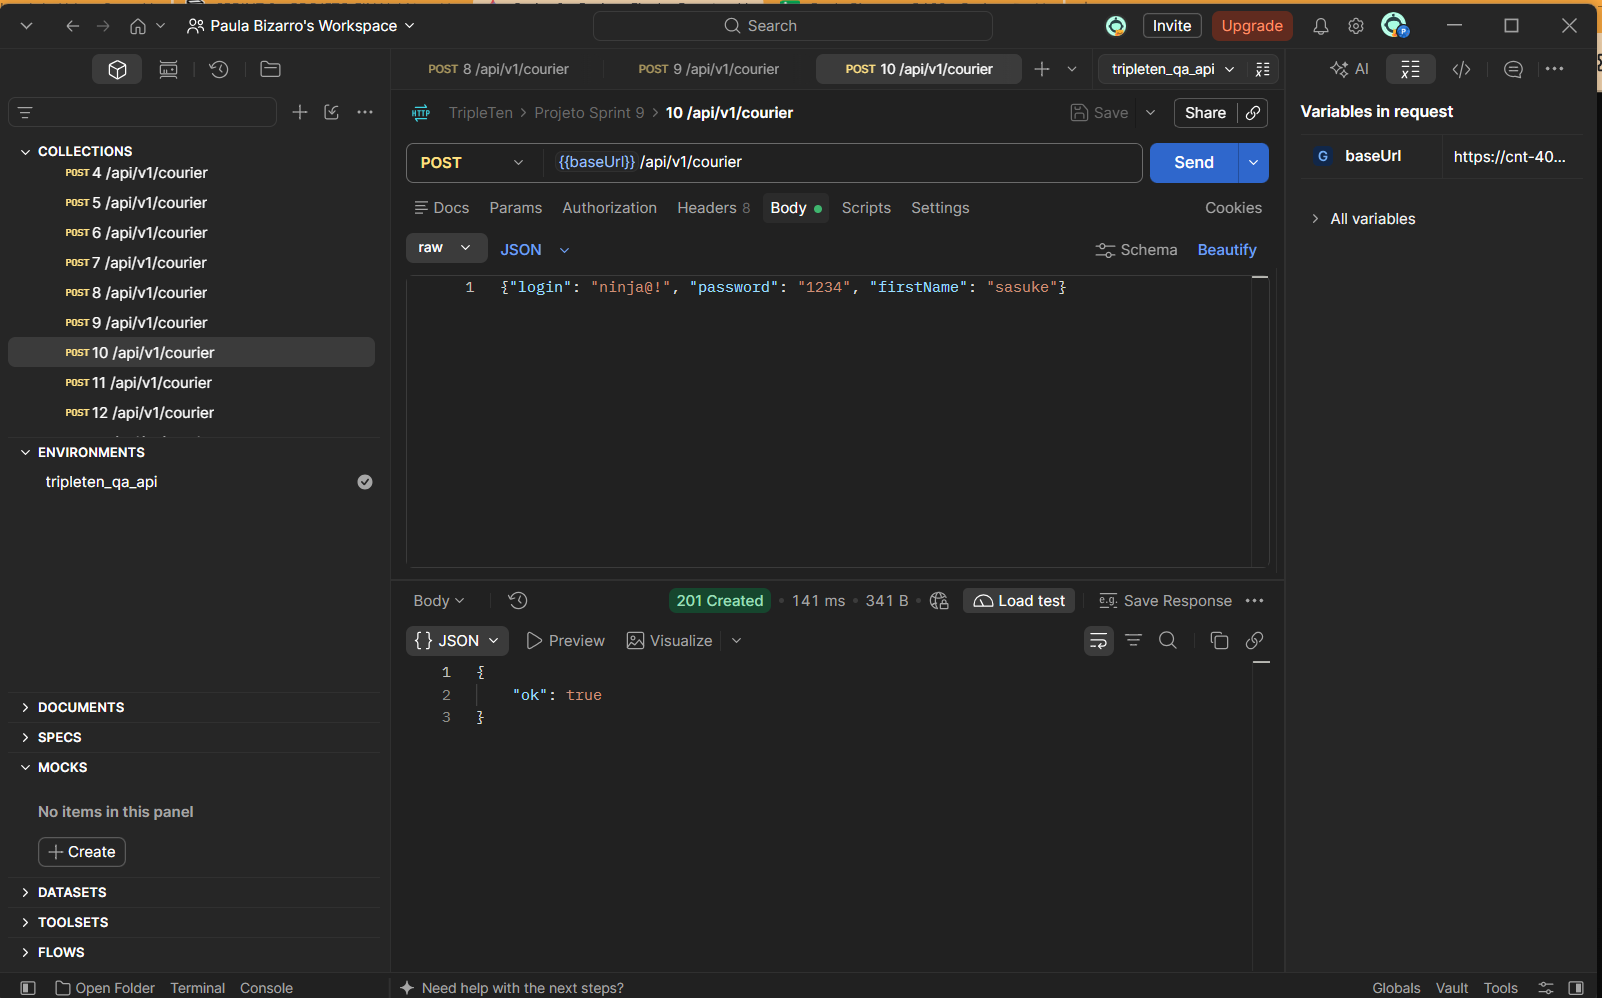 Paula Bizarro's Workspace
Search
Invite
Upgrade
POST 8 /api/v1/courier
POST 9 /api/v1/courier
POST 10 /api/v1/courier
tripleten_qa_api
AI
HTTP TripleTen > Projeto Sprint 9 > 10 /api/v1/courier
Save
Share
POST
{{baseUrl}} /api/v1/courier
Send
Docs
Params
Authorization
Headers 8
Body
Scripts
Settings
Cookies
raw
JSON
Schema
Beautify
1 {"login": "ninja@!", "password": "1234", "firstName": "sasuke"}
COLLECTIONS
POST 4 /api/v1/courier
POST 5 /api/v1/courier
POST 6 /api/v1/courier
POST 7 /api/v1/courier
POST 8 /api/v1/courier
POST 9 /api/v1/courier
POST 10 /api/v1/courier
POST 11 /api/v1/courier
POST 12 /api/v1/courier
ENVIRONMENTS
tripleten_qa_api
DOCUMENTS
SPECS
MOCKS
No items in this panel
Create
DATASETS
TOOLSETS
FLOWS
Body
201 Created • 141 ms • 341 B
Load test
e.g. Save Response
{} JSON
Preview
Visualize
1 {
2 "ok": true
3 }
Variables in request
G baseUrl https://cnt-40...
All variables
Open Folder
Terminal
Console
Need help with the next steps?
Globals
Vault
Tools